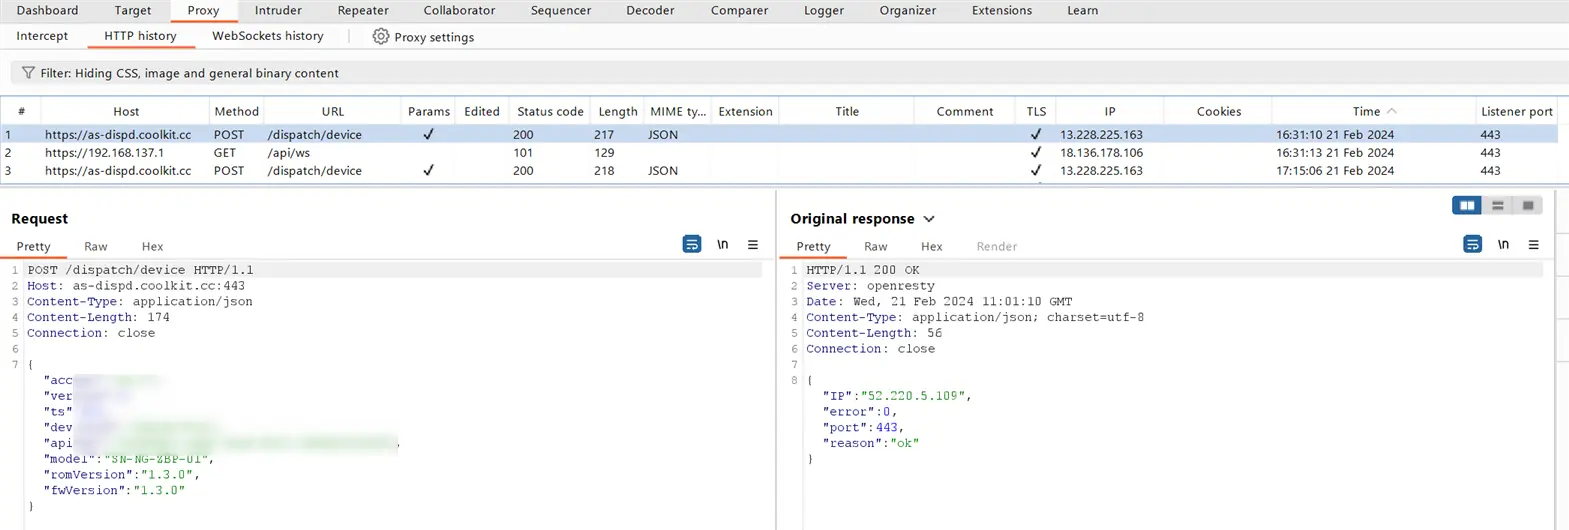 Dashboard Target Proxy Intruder Repeater Collaborator Sequencer Decoder Comparer Logger Organizer Extensions Learn
Intercept HTTP history WebSockets history Proxy settings
Filter: Hiding CSS, image and general binary content
# Host Method URL Params Edited Status code Length MIME ty... Extension Title Comment TLS IP Cookies Time Listener port
1 https://as-dispd.coolkit.cc POST /dispatch/device ✓ 200 217 JSON ✓ 13.228.225.163 16:31:10 21 Feb 2024 443
2 https://192.168.137.1 GET /api/ws 101 129 ✓ 18.136.178.106 16:31:13 21 Feb 2024 443
3 https://as-dispd.coolkit.cc POST /dispatch/device ✓ 200 218 JSON ✓ 13.228.225.163 17:15:06 21 Feb 2024 443
Request
Pretty Raw Hex \n
1 POST /dispatch/device HTTP/1.1
2 Host: as-dispd.coolkit.cc:443
3 Content-Type: application/json
4 Content-Length: 174
5 Connection: close
6
7 {
"acc
"ver
"ts"
"dev
"api
"model":"SN-NG-ZBP-01",
"romVersion":"1.3.0",
"fwVersion":"1.3.0"
}
Original response
Pretty Raw Hex Render \n
1 HTTP/1.1 200 OK
2 Server: openresty
3 Date: Wed, 21 Feb 2024 11:01:10 GMT
4 Content-Type: application/json; charset=utf-8
5 Content-Length: 56
6 Connection: close
7
8 {
"IP":"52.220.5.109",
"error":0,
"port":443,
"reason":"ok"
}